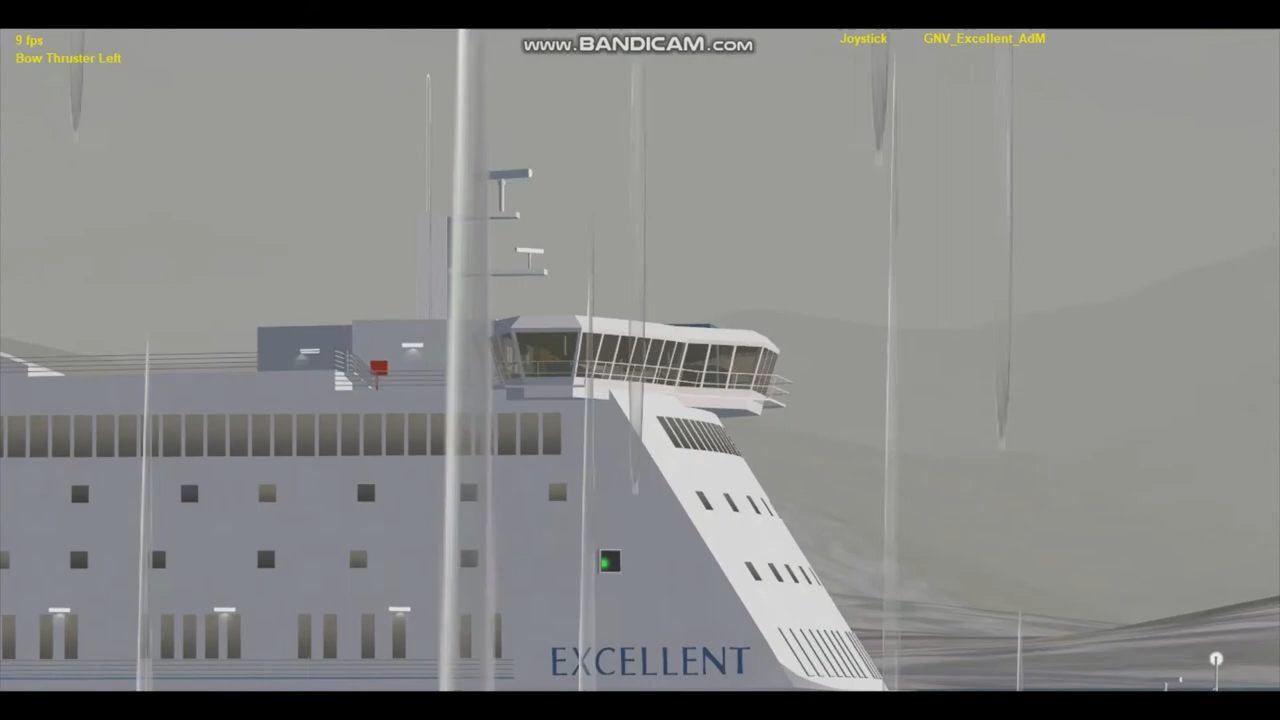 www.BANDICAM.com
9 fps
Joystick
GNV_Excellent_AdM
Bow Thruster Left
EXCELLENT